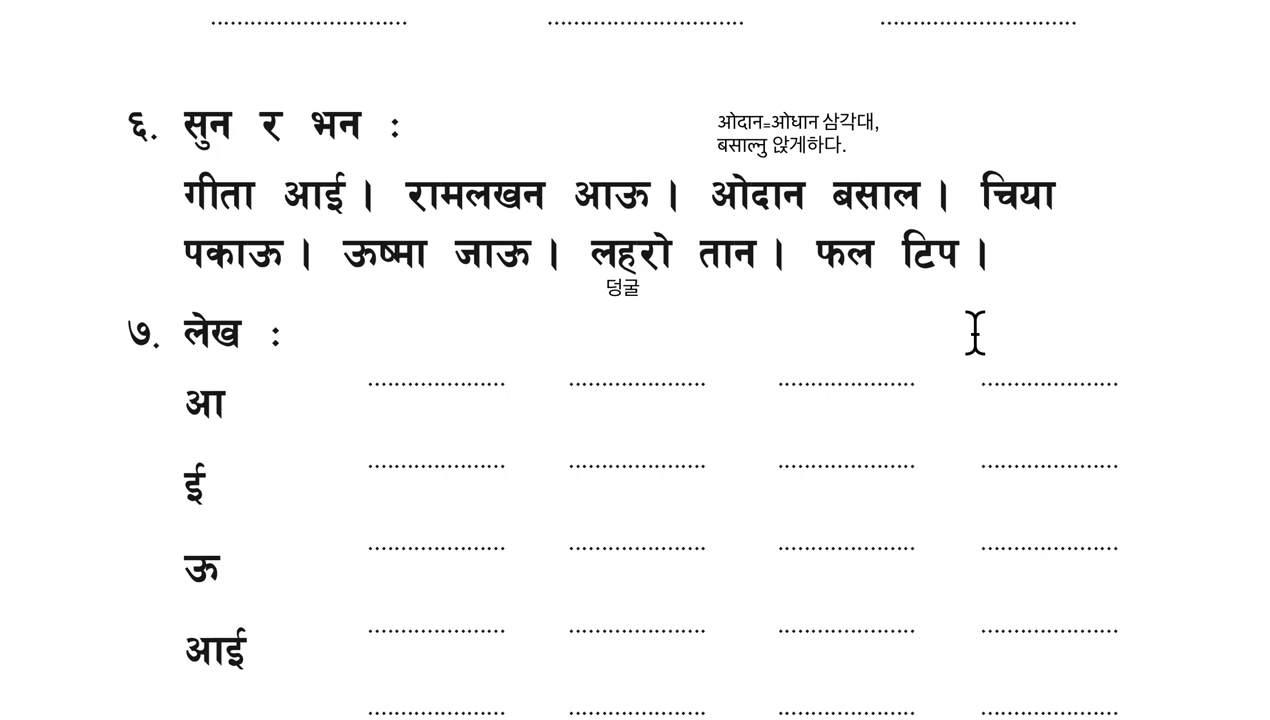 ६. सुन र भन :
ओदान=ओधान 삼각대,
बसाल्नु 앉게하다.
गीता आई । रामलखन आऊ । ओदान बसाल । चिया
पकाऊ । ऊष्मा जाऊ । लहरो तान । फल टिप ।
덩굴
७. लेख :
आ
ई
ऊ
आई